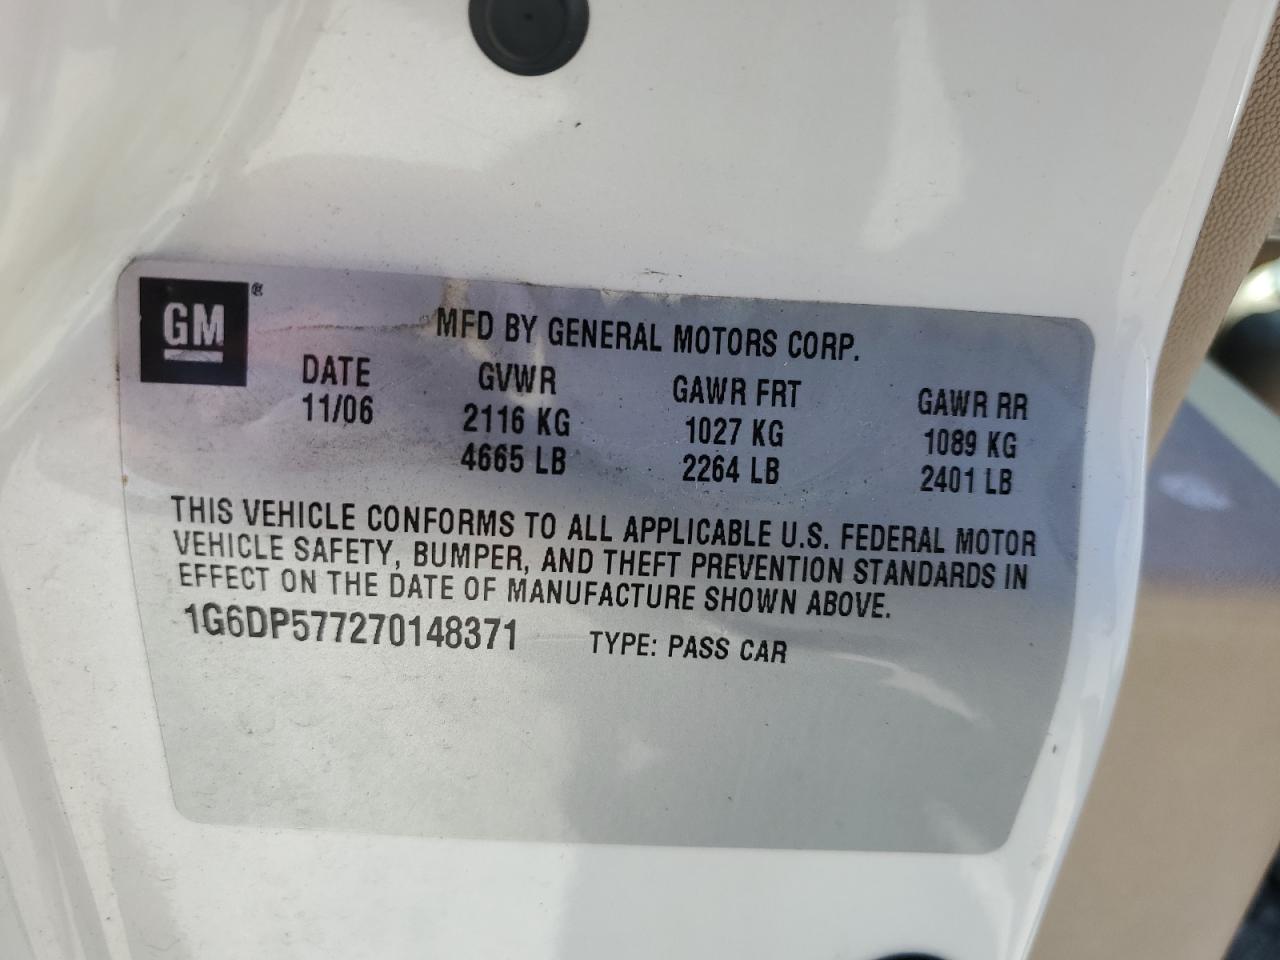 GM®
MFD BY GENERAL MOTORS CORP.
DATE GVWR GAWR FRT GAWR RR
11/06 2116 KG 1027 KG 1089 KG
4665 LB 2264 LB 2401 LB
THIS VEHICLE CONFORMS TO ALL APPLICABLE U.S. FEDERAL MOTOR
VEHICLE SAFETY, BUMPER, AND THEFT PREVENTION STANDARDS IN
EFFECT ON THE DATE OF MANUFACTURE SHOWN ABOVE.
1G6DP577270148371 TYPE: PASS CAR